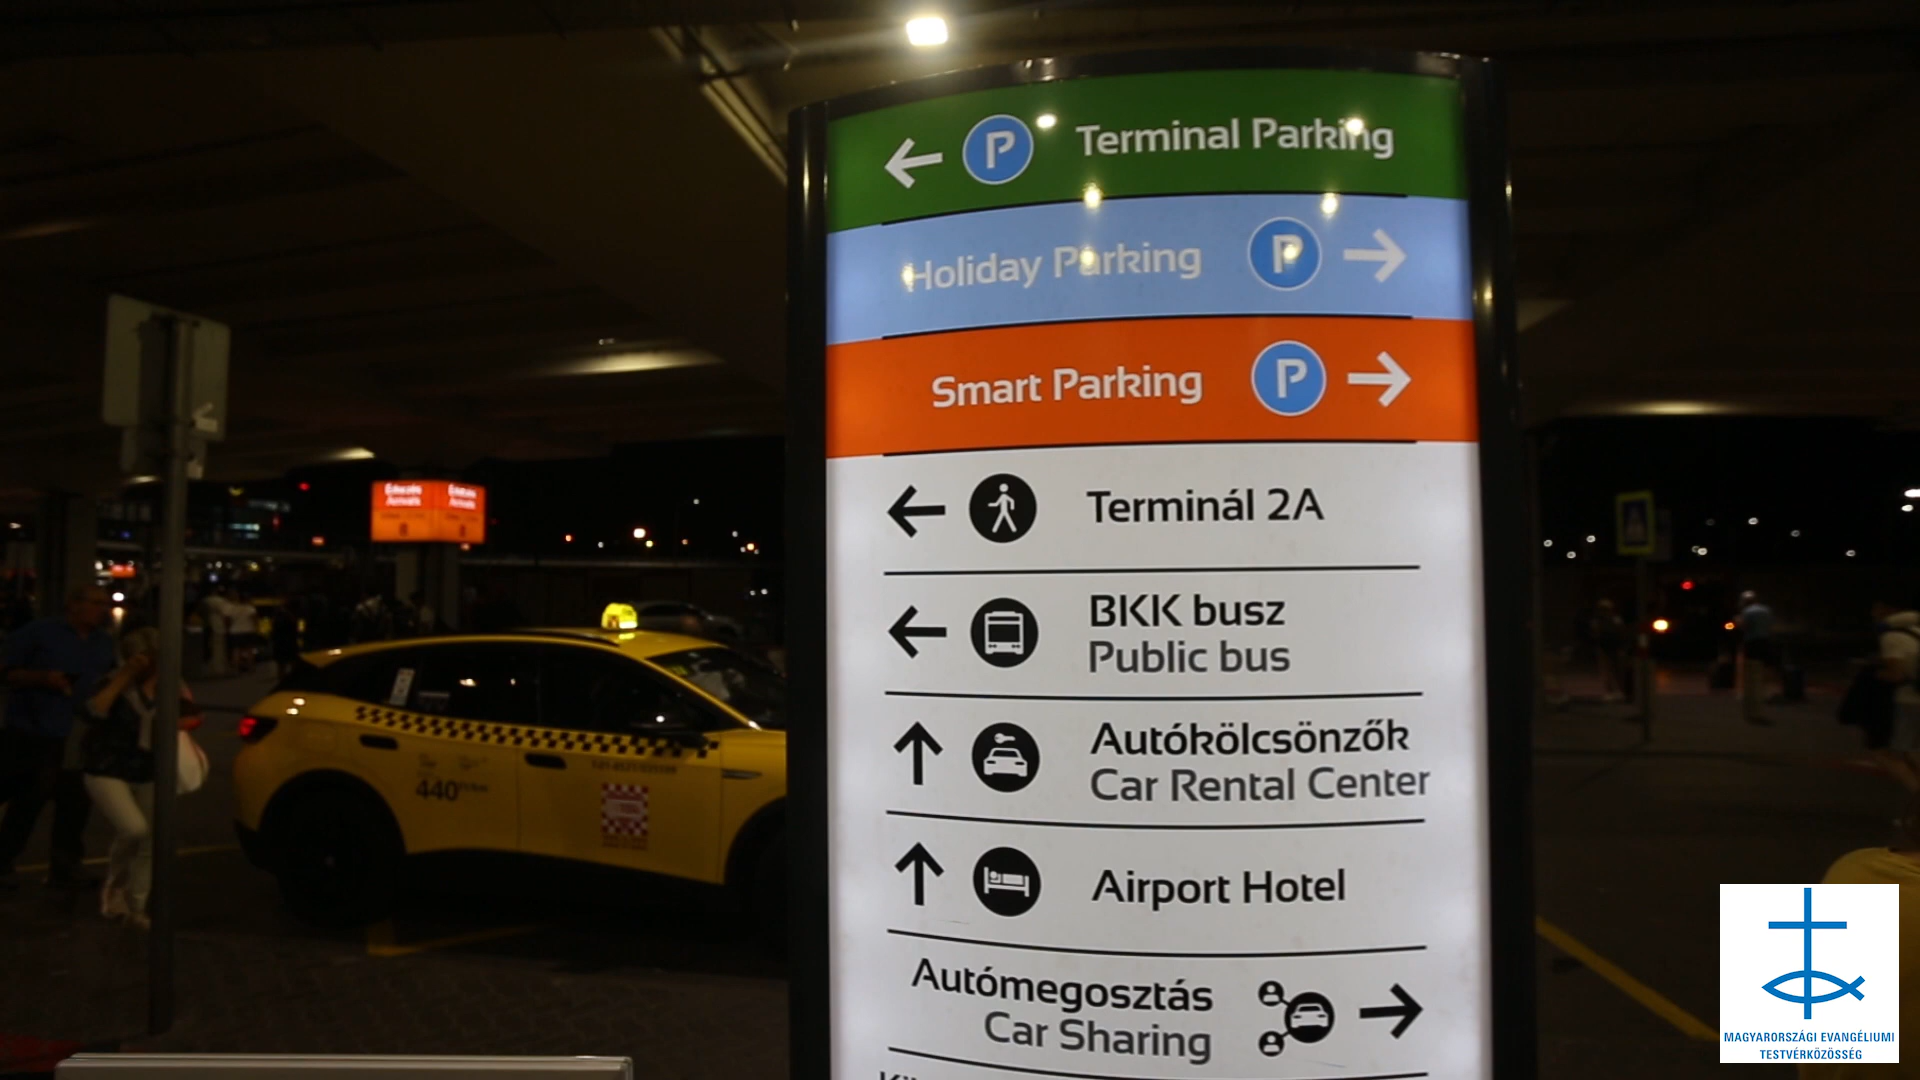 P Terminal Parking
Holiday Parking P
Smart Parking P
Terminál 2A
BKK busz
Public bus
Autókölcsönzők
Car Rental Center
Airport Hotel
Autómegosztás
Car Sharing
440
MAGYARORSZÁGI EVANGÉLIUMI
TESTVÉRKÖZÖSSÉG